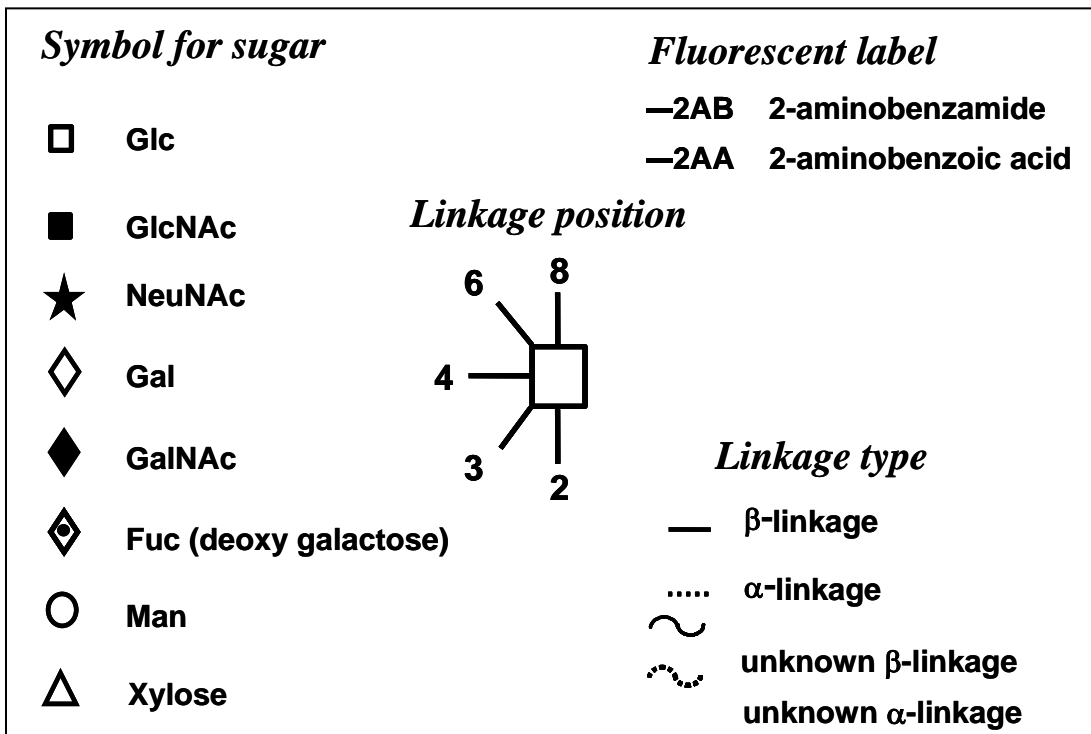 Symbol for sugar
Glc
GlcNAc
NeuNAc
Gal
GalNAc
Fuc (deoxy galactose)
Man
Xylose
Fluorescent label
—2AB 2-aminobenzamide
—2AA 2-aminobenzoic acid
Linkage position
6 8
4
3
2
Linkage type
β-linkage
α-linkage
unknown β-linkage
unknown α-linkage